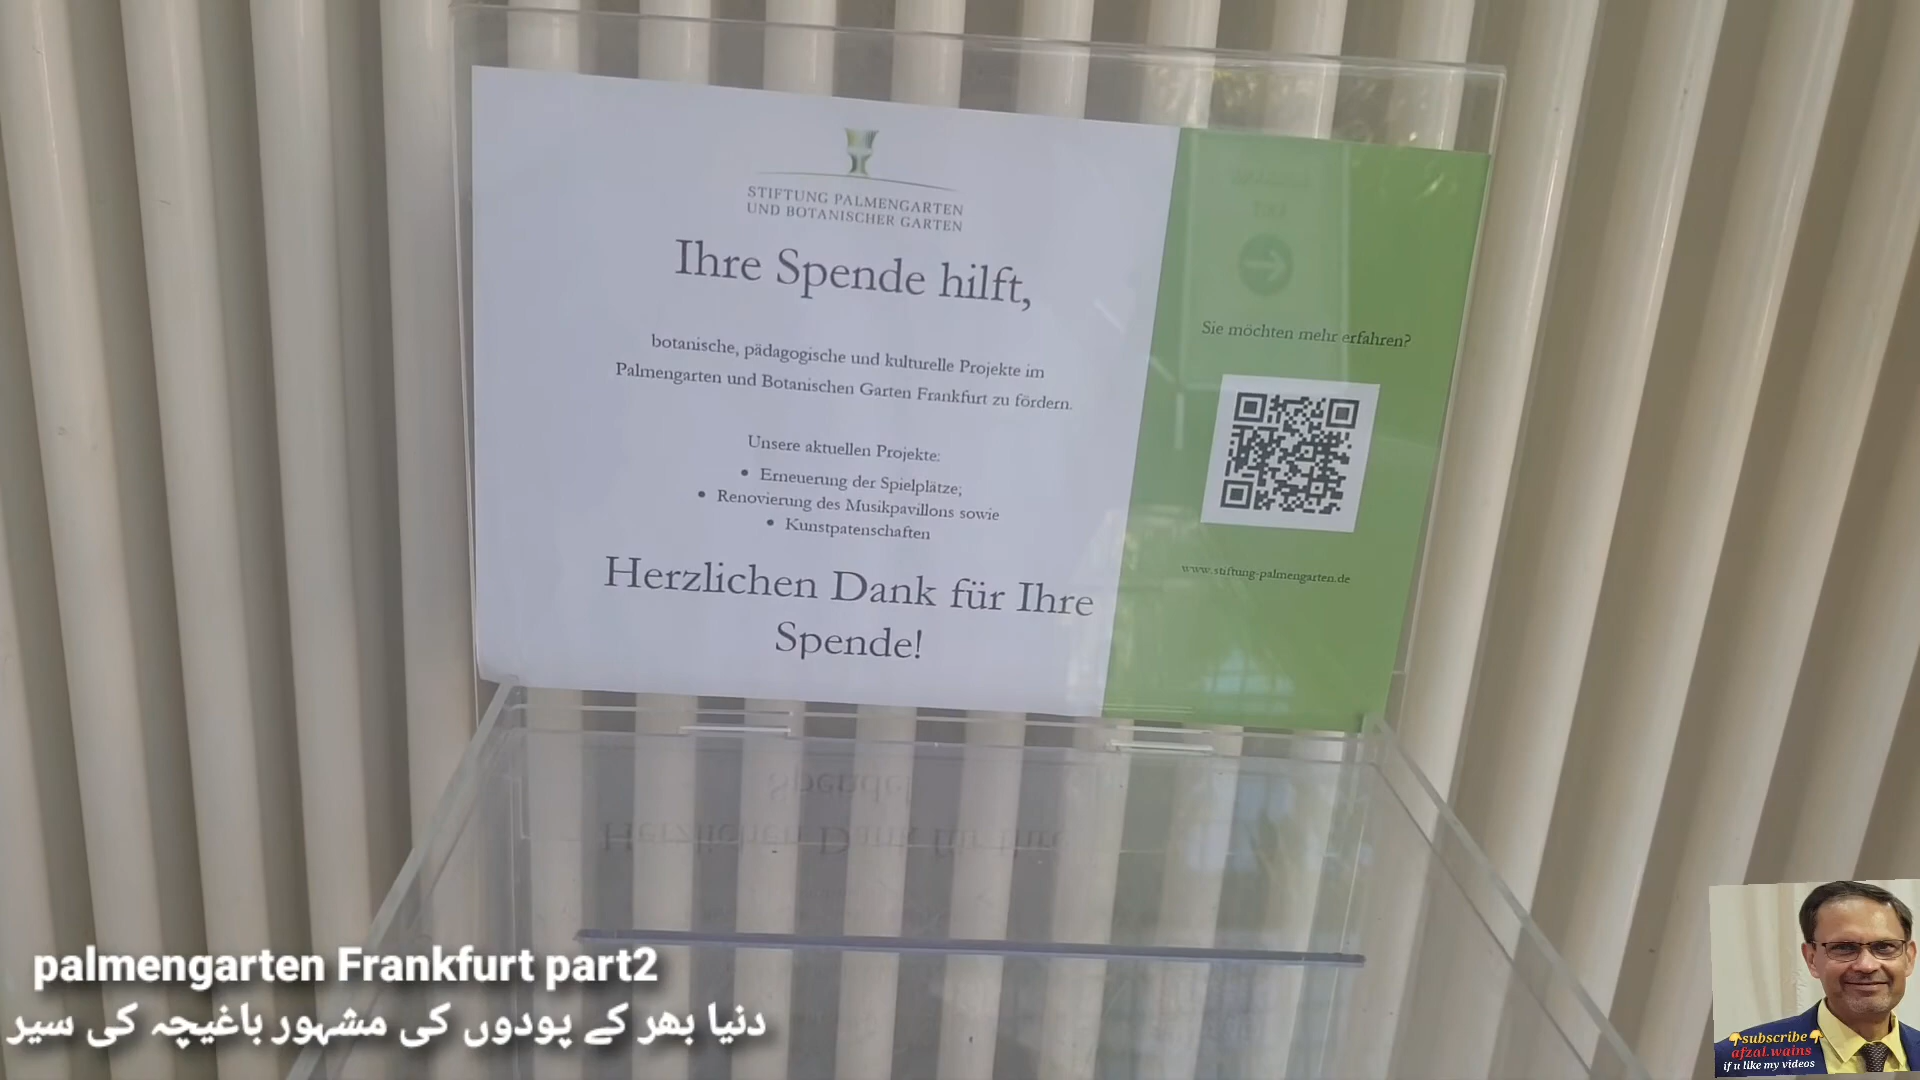 STIFTUNG PALMENGARTEN
UND BOTANISCHER GARTEN
Ihre Spende hilft,
botanische, pädagogische und kulturelle Projekte im
Palmengarten und Botanischen Garten Frankfurt zu fördern.
Unsere aktuellen Projekte:
• Erneuerung der Spielplätze;
• Renovierung des Musikpavillons sowie
• Kunstpatenschaften
Herzlichen Dank für Ihre
Spende!
Sie möchten mehr erfahren?
www.stiftung-palmengarten.de
palmengarten Frankfurt part2
دنیا بھر کے پودوں کی مشہور باغیچہ کی سیر
👇subscribe👇
afzal.wains
if u like my videos